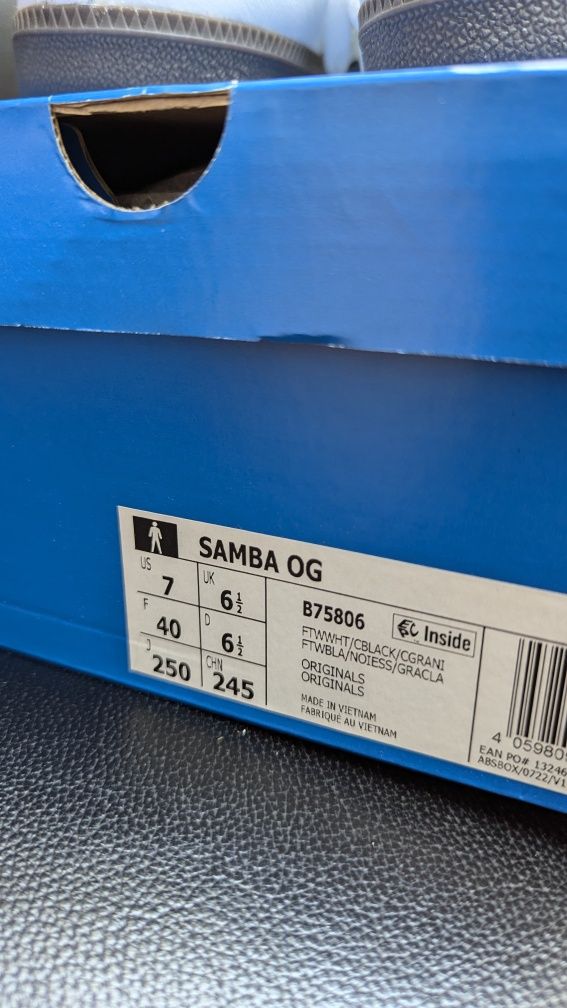 SAMBA OG
US 7 UK 6½
F 40 D 6½
J 250 CHN 245
B75806 Inside
FTWWHT/CBLACK/CGRANI
FTWBLA/NOIESS/GRACLA
ORIGINALS
ORIGINALS
MADE IN VIETNAM
FABRIQUÉ AU VIETNAM
4 05980
EAN PO# 13246
ABSBOX/0722/V1